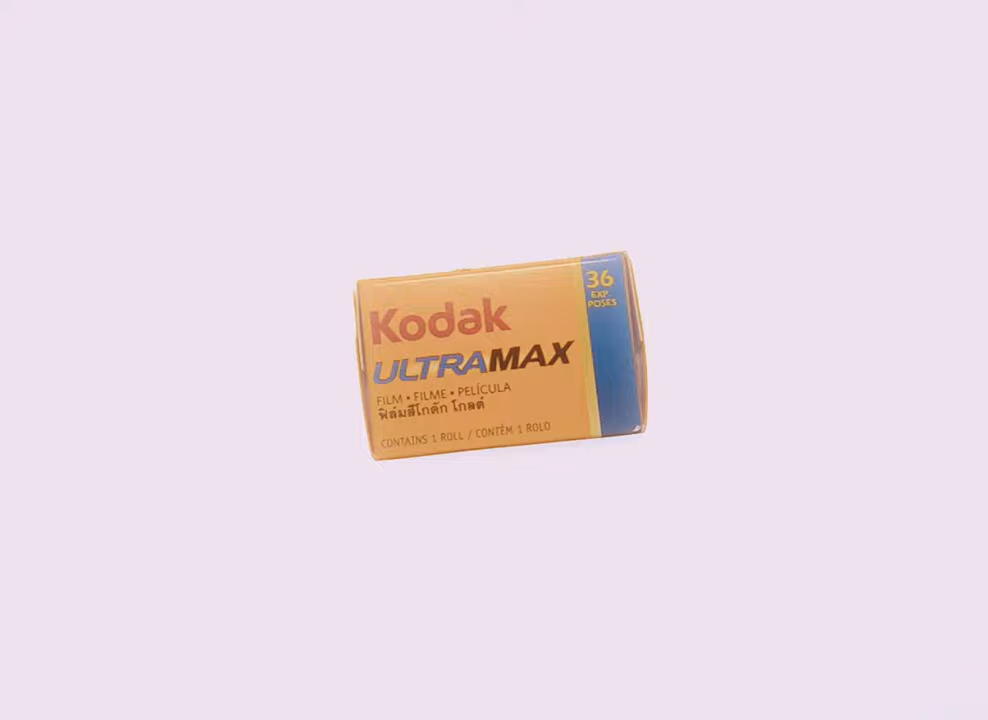 Kodak
ULTRAMAX
FILM • FILME • PELÍCULA
ฟิล์มสีโกดัก โกลด์
CONTAINS 1 ROLL / CONTÉM 1 ROLO
36
EXP.
POSES